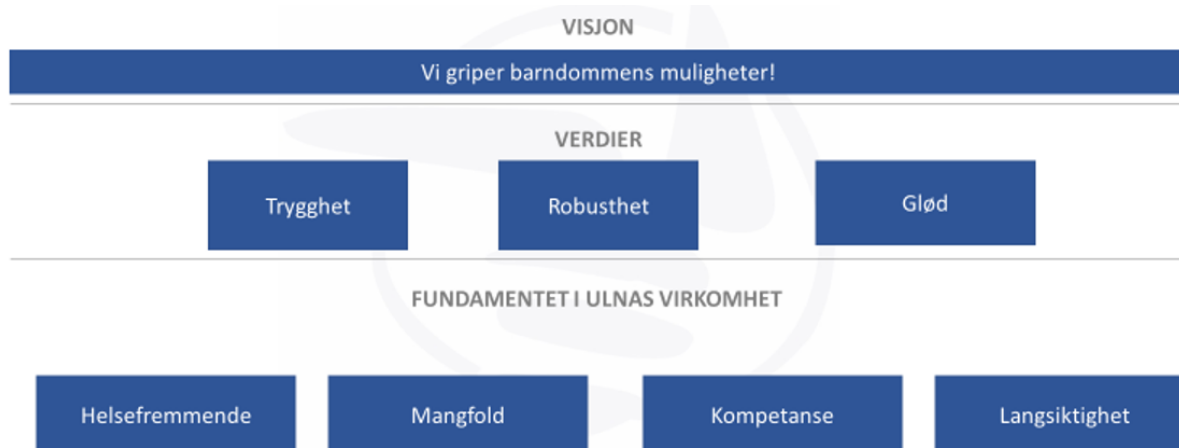 VISJON
Vi griper barndommens muligheter!
VERDIER
Trygghet
Robusthet
Glød
FUNDAMENTET I ULNAS VIRKOMHET
Helsefremmende
Mangfold
Kompetanse
Langsiktighet